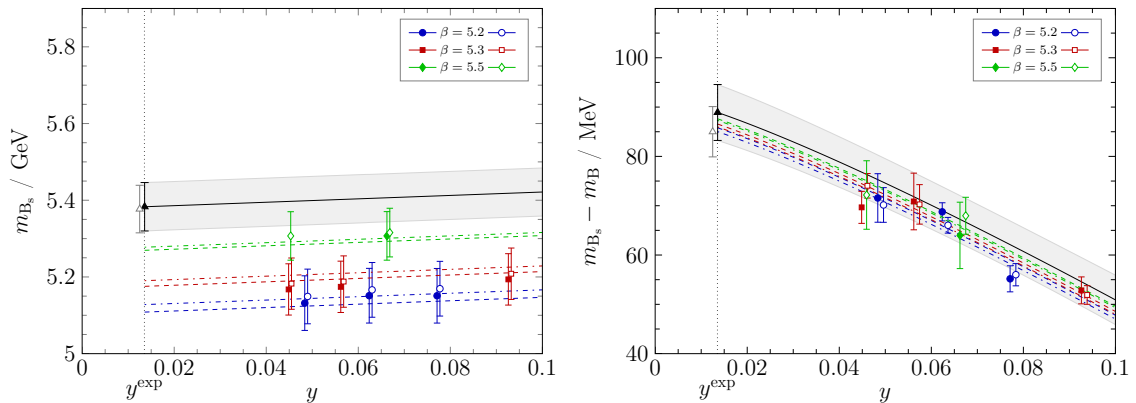 5.8
5.6
5.4
5.2
5
m_{B_s} / GeV
β = 5.2
β = 5.3
β = 5.5
0 0.02 0.04 0.06 0.08 0.1
y^{exp} y
100
80
60
40
m_{B_s} − m_B / MeV
β = 5.2
β = 5.3
β = 5.5
0 0.02 0.04 0.06 0.08 0.1
y^{exp} y